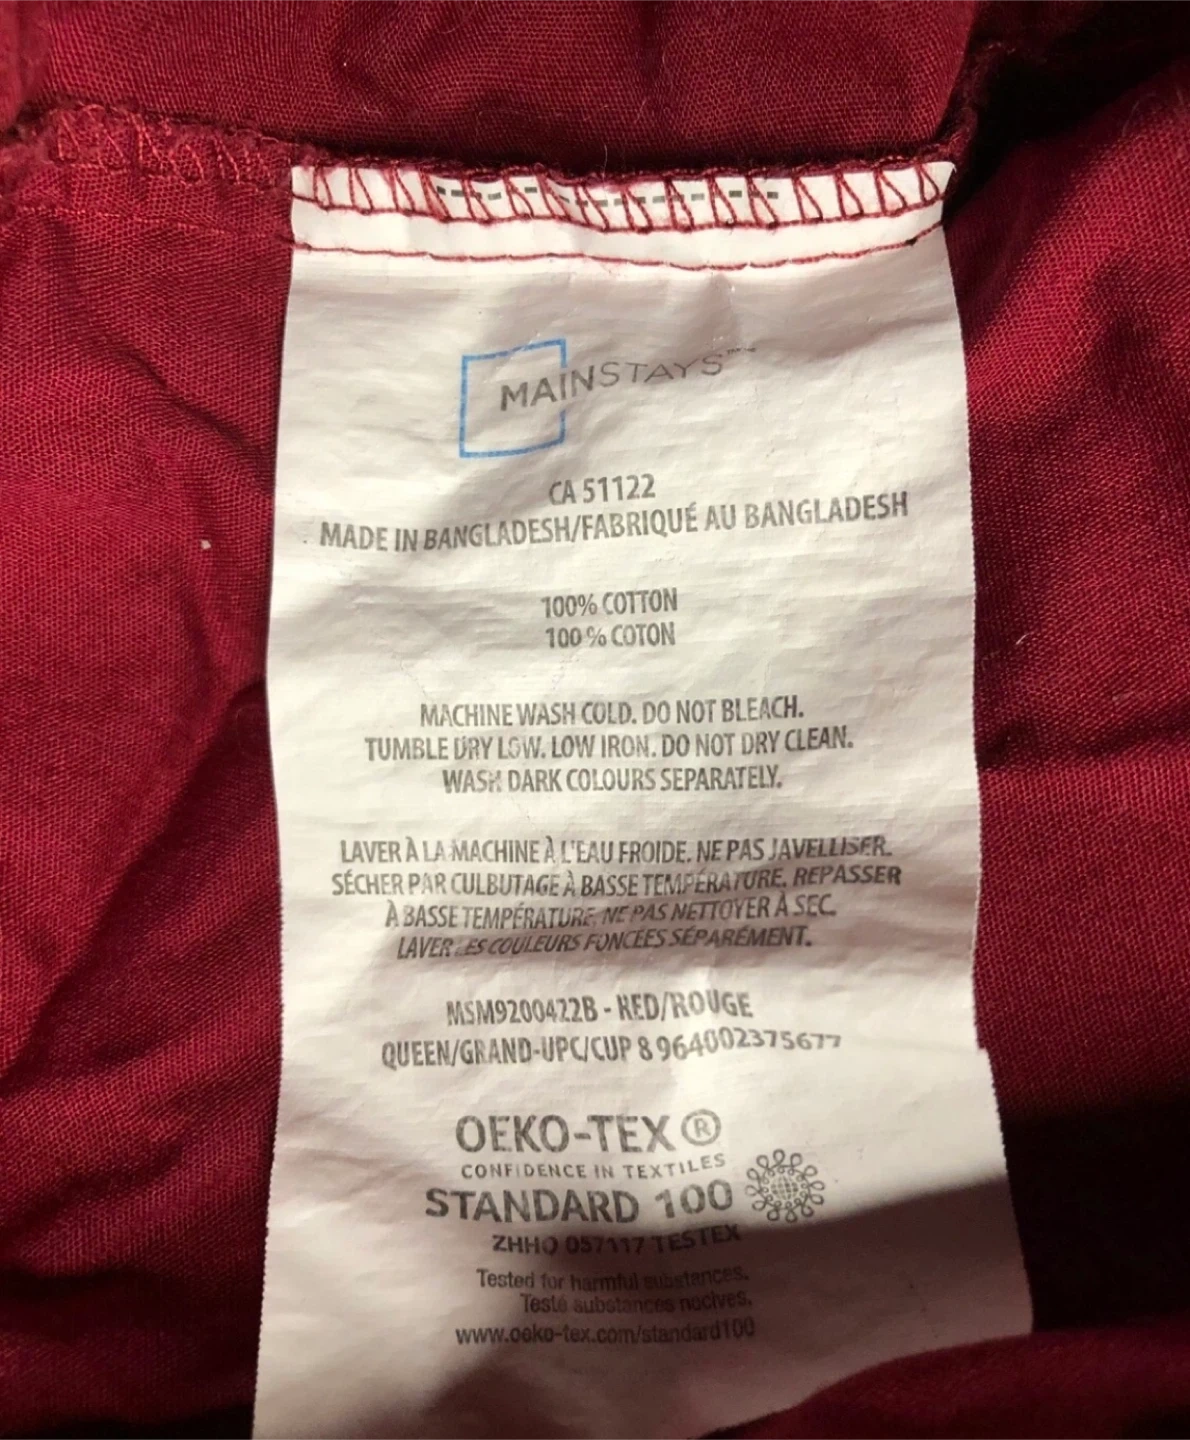 MAINSTAYS™
CA 51122
MADE IN BANGLADESH/FABRIQUÉ AU BANGLADESH
100% COTTON
100 % COTON
MACHINE WASH COLD. DO NOT BLEACH.
TUMBLE DRY LOW. LOW IRON. DO NOT DRY CLEAN.
WASH DARK COLOURS SEPARATELY.
LAVER À LA MACHINE À L'EAU FROIDE. NE PAS JAVELLISER.
SÉCHER PAR CULBUTAGE À BASSE TEMPÉRATURE. REPASSER
À BASSE TEMPÉRATURE. NE PAS NETTOYER À SEC.
LAVER LES COULEURS FONCÉES SÉPARÉMENT.
MSM9200422B - RED/ROUGE
QUEEN/GRAND-UPC/CUP 8 964002375677
OEKO-TEX®
CONFIDENCE IN TEXTILES
STANDARD 100
ZHHO 057117 TESTEX
Tested for harmful substances.
Testé substances nocives.
www.oeko-tex.com/standard100